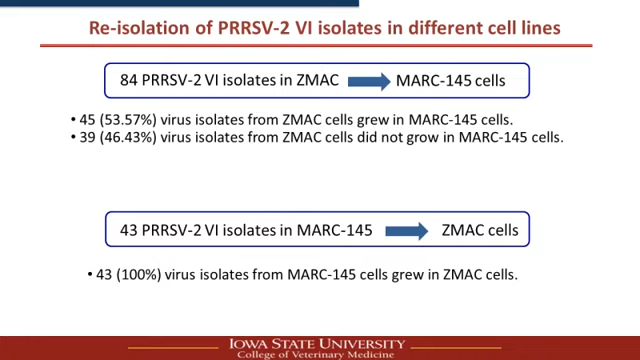 Re-isolation of PRRSV-2 VI isolates in different cell lines
84 PRRSV-2 VI isolates in ZMAC MARC-145 cells
• 45 (53.57%) virus isolates from ZMAC cells grew in MARC-145 cells.
• 39 (46.43%) virus isolates from ZMAC cells did not grow in MARC-145 cells.
43 PRRSV-2 VI isolates in MARC-145 ZMAC cells
• 43 (100%) virus isolates from MARC-145 cells grew in ZMAC cells.
IOWA STATE UNIVERSITY
College of Veterinary Medicine